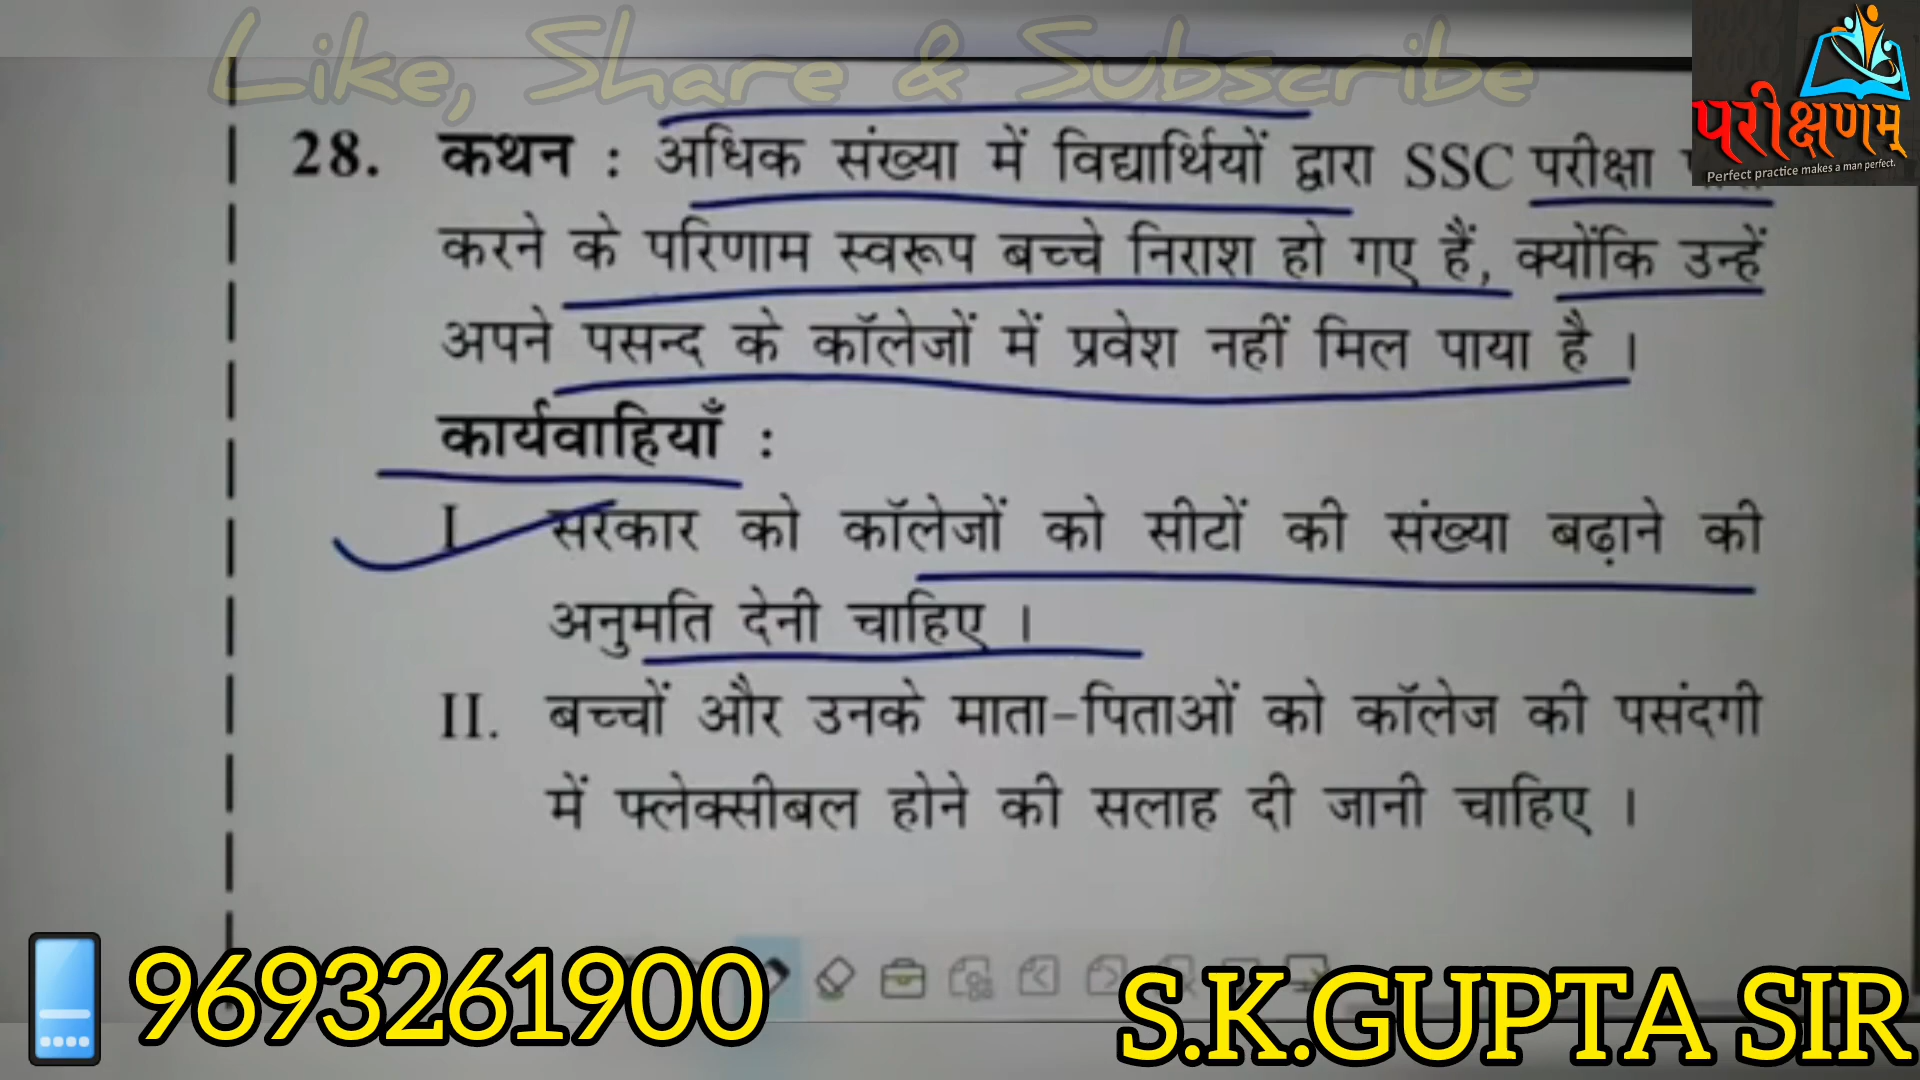 Like, Share & Subscribe
परीक्षणम्
Perfect practice makes a man perfect.
28. कथन : अधिक संख्या में विद्यार्थियों द्वारा SSC परीक्षा
करने के परिणाम स्वरूप बच्चे निराश हो गए हैं, क्योंकि उन्हें
अपने पसन्द के कॉलेजों में प्रवेश नहीं मिल पाया है ।
कार्यवाहियाँ :
I सरकार को कॉलेजों को सीटों की संख्या बढ़ाने की
अनुमति देनी चाहिए ।
II. बच्चों और उनके माता-पिताओं को कॉलेज की पसंदगी
में फ्लेक्सीबल होने की सलाह दी जानी चाहिए ।
9693261900
S.K.GUPTA SIR